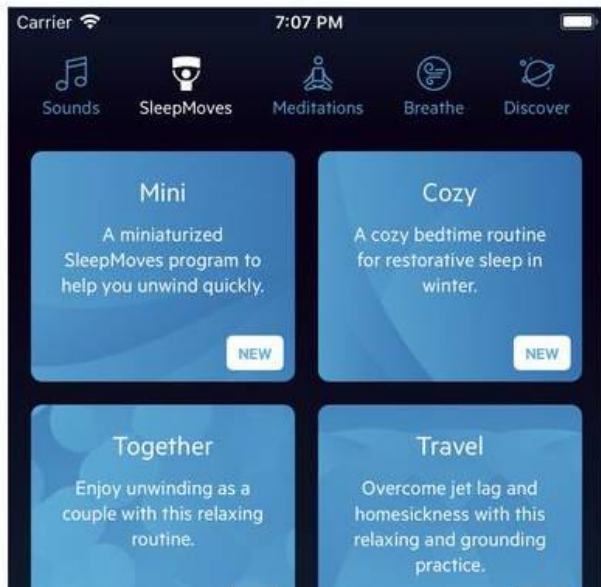 Carrier 7:07 PM
Sounds SleepMoves Meditations Breathe Discover
Mini
A miniaturized
SleepMoves program to
help you unwind quickly.
NEW
Cozy
A cozy bedtime routine
for restorative sleep in
winter.
NEW
Together
Enjoy unwinding as a
couple with this relaxing
routine.
Travel
Overcome jet lag and
homesickness with this
relaxing and grounding
practice.